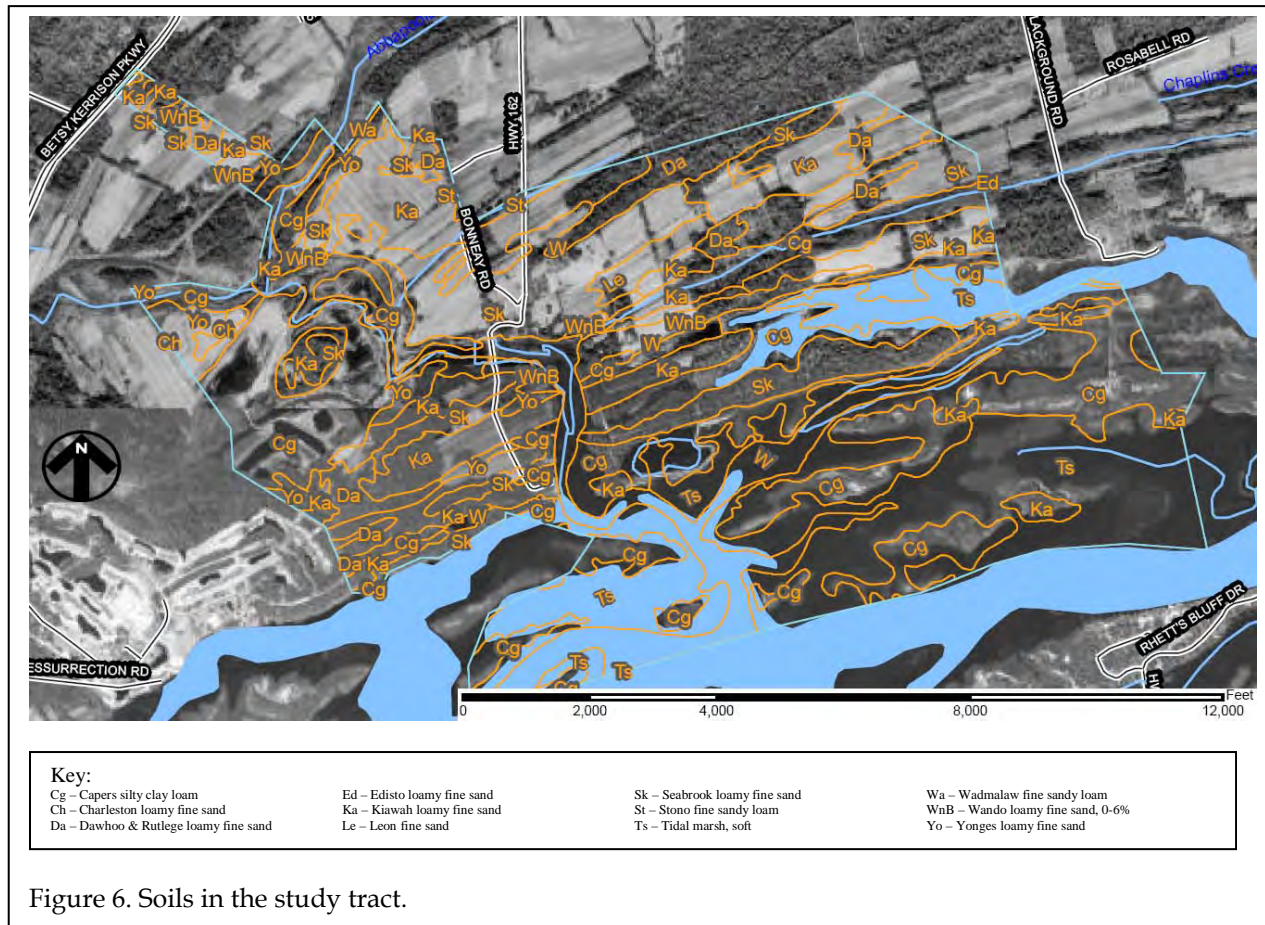 BETSY KERRISON PKWY
HWY 162
LACKGROUND RD
ROSABELL RD
Chaplins Cre
BONNEAY RD
Ka
Ka
Sk
WnB
Sk
Da
Ka
Sk
WnB
Yo
Wa
Yo
Ka
Sk
Da
St
Ka
Cg
Sk
WnB
Ka
St
Da
Sk
Ka
Da
Da
Sk
Ed
W
Da
Cg
Sk
Ka
Ka
Le
Ka
Ka
WnB
WnB
Cg
Ts
Yo
Cg
Yo
Ch
Ch
Cg
Sk
Ka
Sk
W
Cg
Ka
Cg
Sk
Ka
Ka
WnB
Yo
Yo
Ka
Sk
Cg
Cg
Ka
Yo
Cg
Sk
Cg
Yo
Ka
Da
Ka
W
Da
Cg
Sk
Da
Ka
Cg
Cg
Ka
Ts
W
Cg
Ka
Cg
Ka
Ts
Ka
Cg
Cg
Ts
Cg
Cg
Cg
Ts
Ts
N
ESSURRECTION RD
RHETT'S BLUFF DR
Feet
0 2,000 4,000 8,000 12,000
Key:
Cg – Capers silty clay loam
Ch – Charleston loamy fine sand
Da – Dawhoo & Rutlege loamy fine sand
Ed – Edisto loamy fine sand
Ka – Kiawah loamy fine sand
Le – Leon fine sand
Sk – Seabrook loamy fine sand
St – Stono fine sandy loam
Ts – Tidal marsh, soft
Wa – Wadmalaw fine sandy loam
WnB – Wando loamy fine sand, 0-6%
Yo – Yonges loamy fine sand
Figure 6. Soils in the study tract.